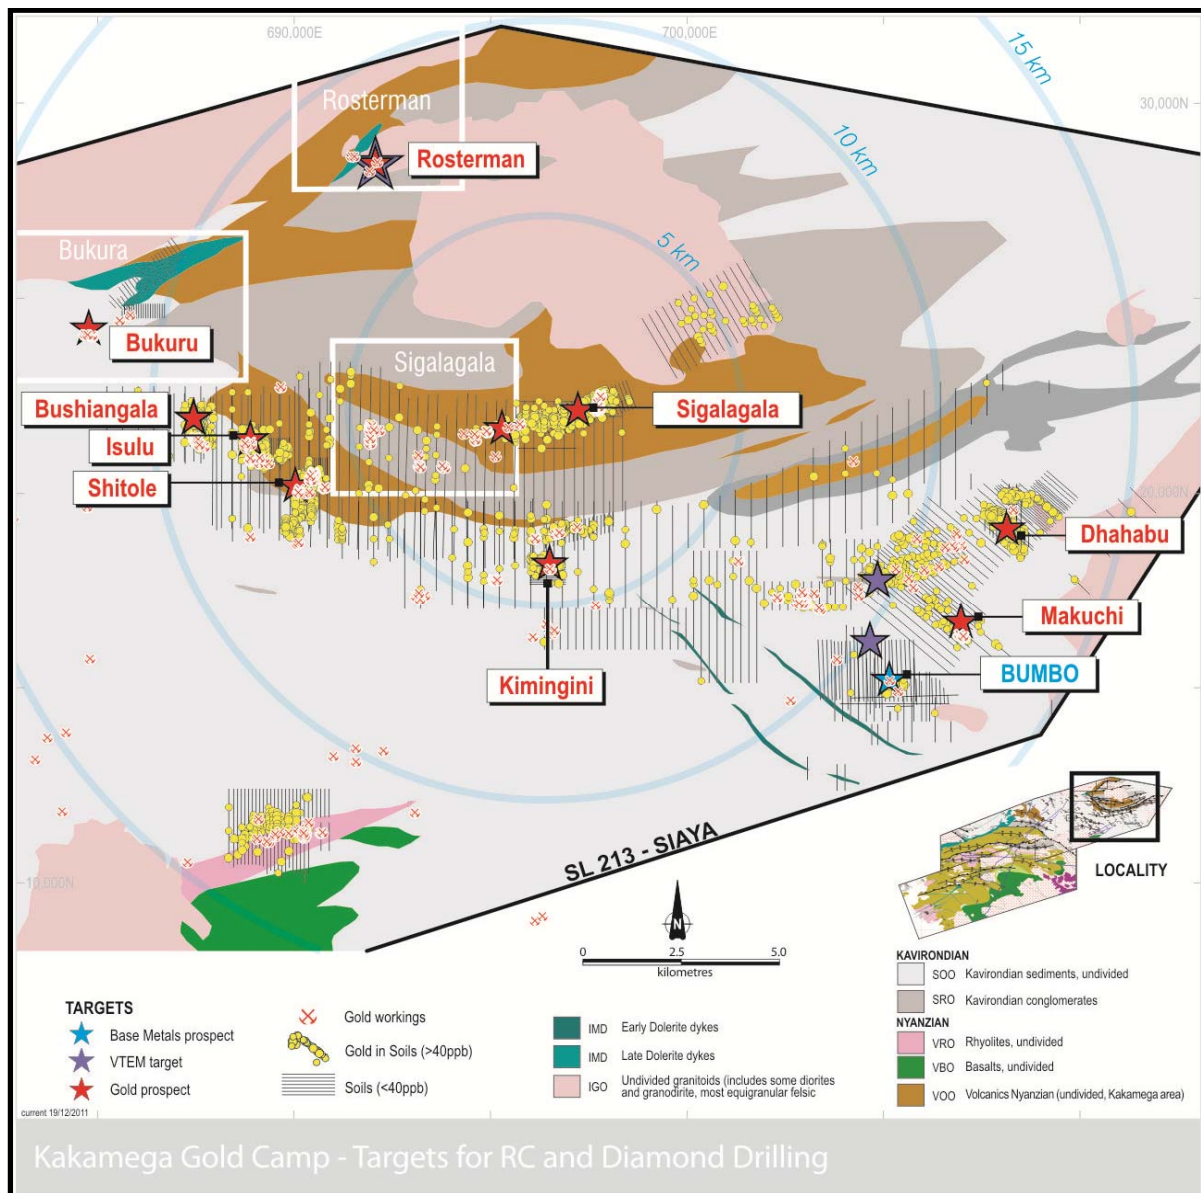 690,000E
700,000E
15 km
30,000N
Rosterman
10 km
Rosterman
5 km
Bukura
Bukuru
Sigalagala
Bushiangala
Sigalagala
Isulu
Shitole
20,000N
Dhahabu
Makuchi
BUMBO
Kimingini
SL 213 - SIAYA
LOCALITY
10,000N
N
0 2.5 5.0
kilometres
TARGETS
Base Metals prospect
VTEM target
Gold prospect
Gold workings
Gold in Soils (>40ppb)
Soils (<40ppb)
IMD Early Dolerite dykes
IMD Late Dolerite dykes
IGO Undivided granitoids (includes some diorites
and granodirite, most equigranular felsic
KAVIRONDIAN
SOO Kavirondian sediments, undivided
SRO Kavirondian conglomerates
NYANZIAN
VRO Rhyolites, undivided
VBO Basalts, undivided
VOO Volcanics Nyanzian (undivided, Kakamega area)
current 19/12/2011
Kakamega Gold Camp - Targets for RC and Diamond Drilling